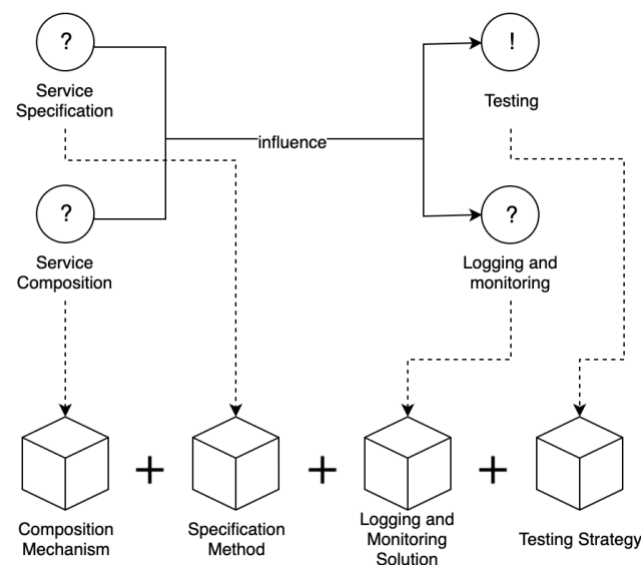 ?
Service
Specification
!
Testing
influence
?
Service
Composition
?
Logging and
monitoring
+
+
+
Composition
Mechanism
Specification
Method
Logging and
Monitoring
Solution
Testing Strategy